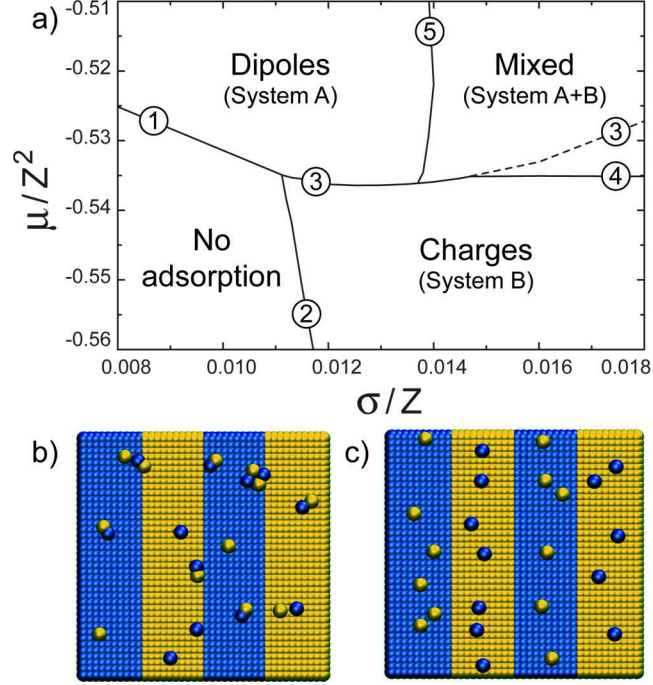 a)
-0.51
-0.52
-0.53
-0.54
-0.55
-0.56
μ/Z²
Dipoles
(System A)
Mixed
(System A+B)
No
adsorption
Charges
(System B)
1
2
3
3
4
5
0.008
0.010
0.012
0.014
0.016
0.018
σ/Z
b)
c)